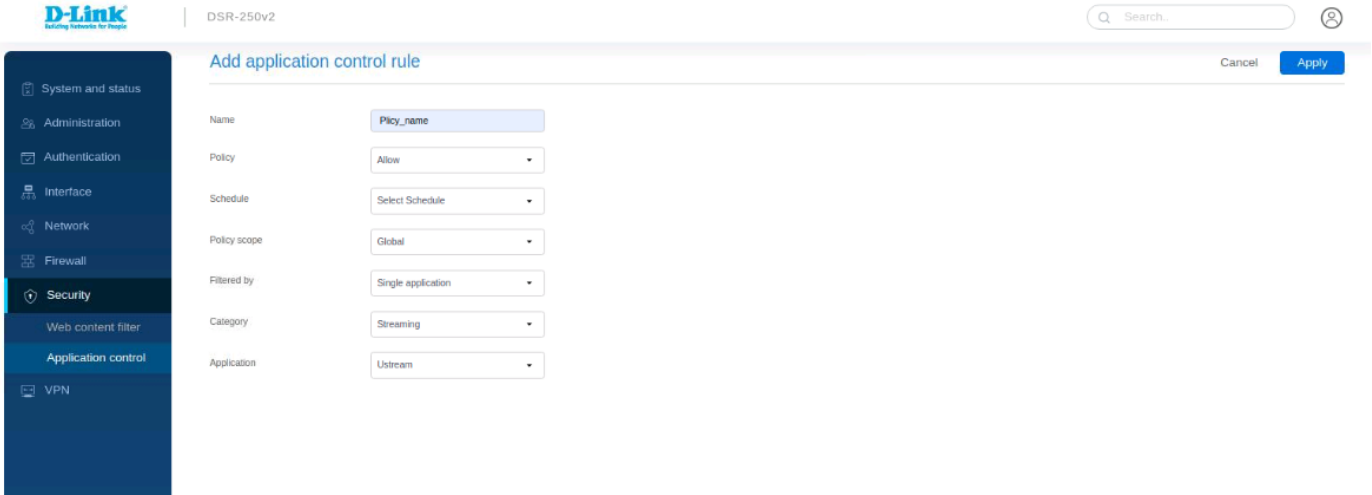 D-Link
Building Networks for People
DSR-250v2
Search..
System and status
Administration
Authentication
Interface
Network
Firewall
Security
Web content filter
Application control
VPN
Add application control rule
Cancel
Apply
Name
Plicy_name
Policy
Allow
Schedule
Select Schedule
Policy scope
Global
Filtered by
Single application
Category
Streaming
Application
Ustream